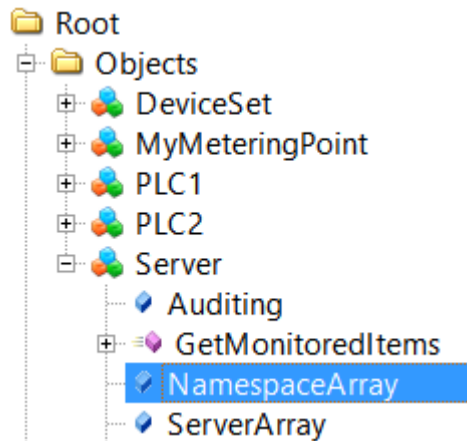 Root
Objects
DeviceSet
MyMeteringPoint
PLC1
PLC2
Server
Auditing
GetMonitoredItems
NamespaceArray
ServerArray